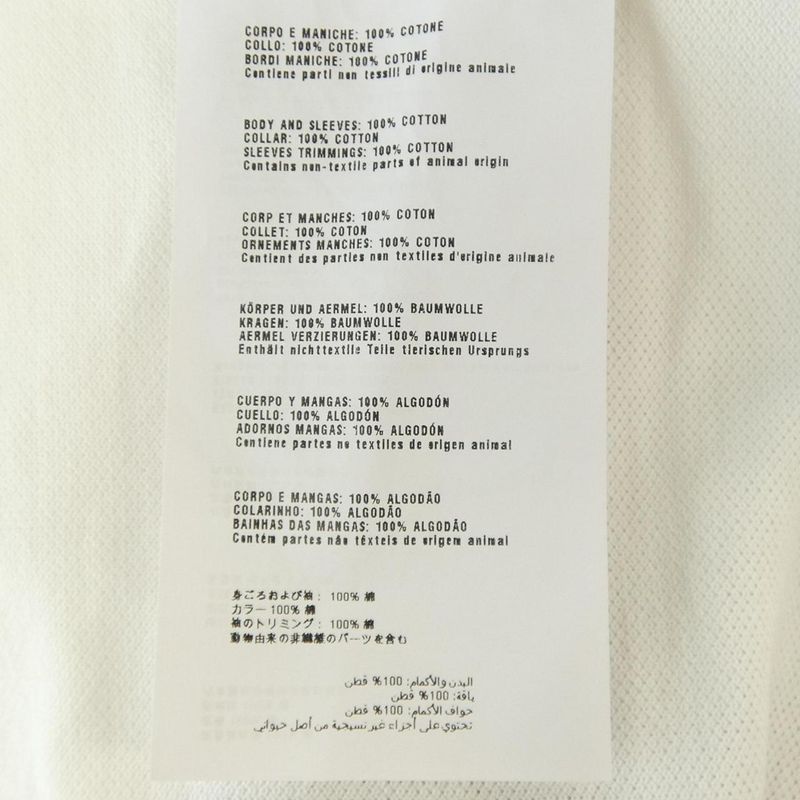 CORPO E MANICHE: 100% COTONE
COLLO: 100% COTONE
BORDI MANICHE: 100% COTONE
Contiene parti non tessili di origine animale
BODY AND SLEEVES: 100% COTTON
COLLAR: 100% COTTON
SLEEVES TRIMMINGS: 100% COTTON
Contains non-textile parts of animal origin
CORP ET MANCHES: 100% COTON
COLLET: 100% COTON
ORNEMENTS MANCHES: 100% COTON
Contient des parties non textiles d'origine animale
KÖRPER UND AERMEL: 100% BAUMWOLLE
KRAGEN: 100% BAUMWOLLE
AERMEL VERZIERUNGEN: 100% BAUMWOLLE
Enthält nichttextile Teile tierischen Ursprungs
CUERPO Y MANGAS: 100% ALGODÓN
CUELLO: 100% ALGODÓN
ADORNOS MANGAS: 100% ALGODÓN
Contiene partes no textiles de origen animal
CORPO E MANGAS: 100% ALGODÃO
COLARINHO: 100% ALGODÃO
BAINHAS DAS MANGAS: 100% ALGODÃO
Contém partes não têxteis de origem animal
身ごろおよび袖： 100% 綿
カラー 100% 綿
袖のトリミング： 100% 綿
動物由来の非繊維のパーツを含む
البدن والأكمام: 100% قطن
ياقة: 100% قطن
حواف الأكمام: 100% قطن
تحتوي على أجزاء غير نسيجية من أصل حيواني